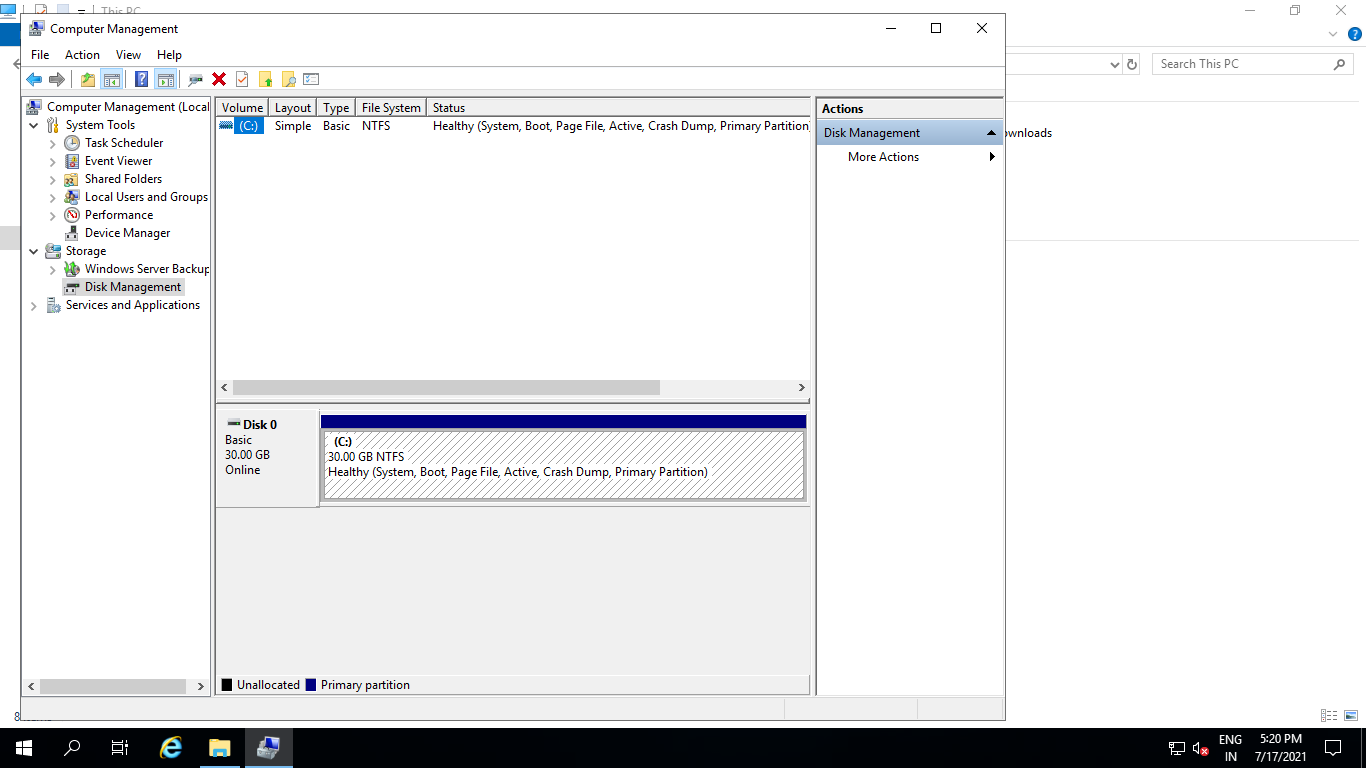 This PC
Computer Management
File Action View Help
Search This PC
Computer Management (Local
System Tools
Task Scheduler
Event Viewer
Shared Folders
Local Users and Groups
Performance
Device Manager
Storage
Windows Server Backup
Disk Management
Services and Applications
Volume Layout Type File System Status
(C:) Simple Basic NTFS Healthy (System, Boot, Page File, Active, Crash Dump, Primary Partition)
Disk 0
Basic
30.00 GB
Online
(C:)
30.00 GB NTFS
Healthy (System, Boot, Page File, Active, Crash Dump, Primary Partition)
Unallocated Primary partition
Actions
Disk Management
More Actions
ownloads
8
ENG
IN
5:20 PM
7/17/2021